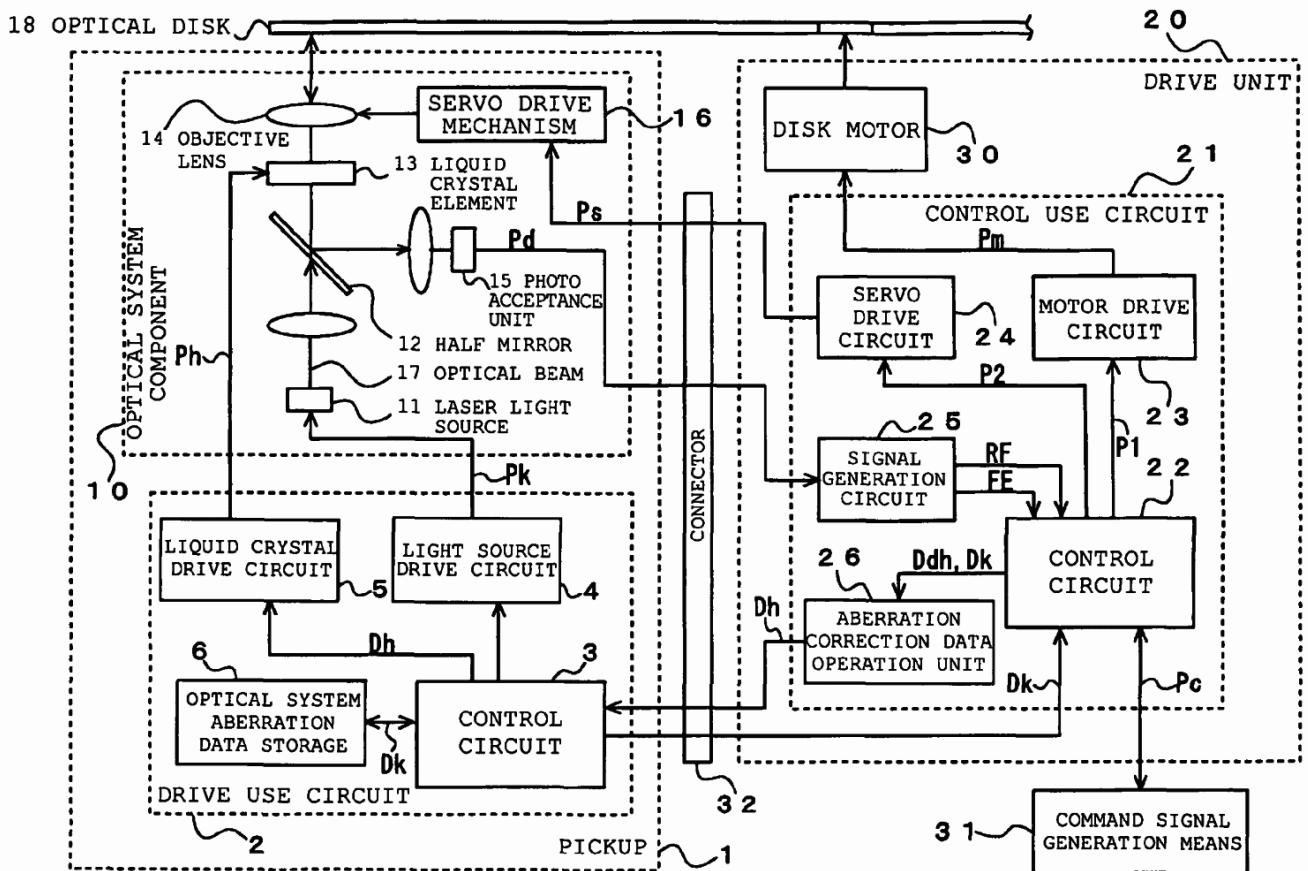 18 OPTICAL DISK
20
DRIVE UNIT
SERVO DRIVE
MECHANISM
16
14 OBJECTIVE
LENS
13 LIQUID
CRYSTAL
ELEMENT
DISK MOTOR
30
21
CONTROL USE CIRCUIT
Ps
Pd
Pm
15 PHOTO
ACCEPTANCE
UNIT
OPTICAL SYSTEM
COMPONENT
Ph
12 HALF MIRROR
17 OPTICAL BEAM
11 LASER LIGHT
SOURCE
SERVO
DRIVE
CIRCUIT
24
MOTOR DRIVE
CIRCUIT
23
P2
P1
25
SIGNAL
GENERATION
CIRCUIT
RF
FE
22
10
Pk
CONNECTOR
LIQUID CRYSTAL
DRIVE CIRCUIT
5
LIGHT SOURCE
DRIVE CIRCUIT
4
26
Ddh, Dk
CONTROL
CIRCUIT
Dh
ABERRATION
CORRECTION DATA
OPERATION UNIT
Dk
Pc
6
Dh
3
OPTICAL SYSTEM
ABERRATION
DATA STORAGE
Dk
CONTROL
CIRCUIT
DRIVE USE CIRCUIT
2
32
PICKUP
1
31
COMMAND SIGNAL
GENERATION MEANS